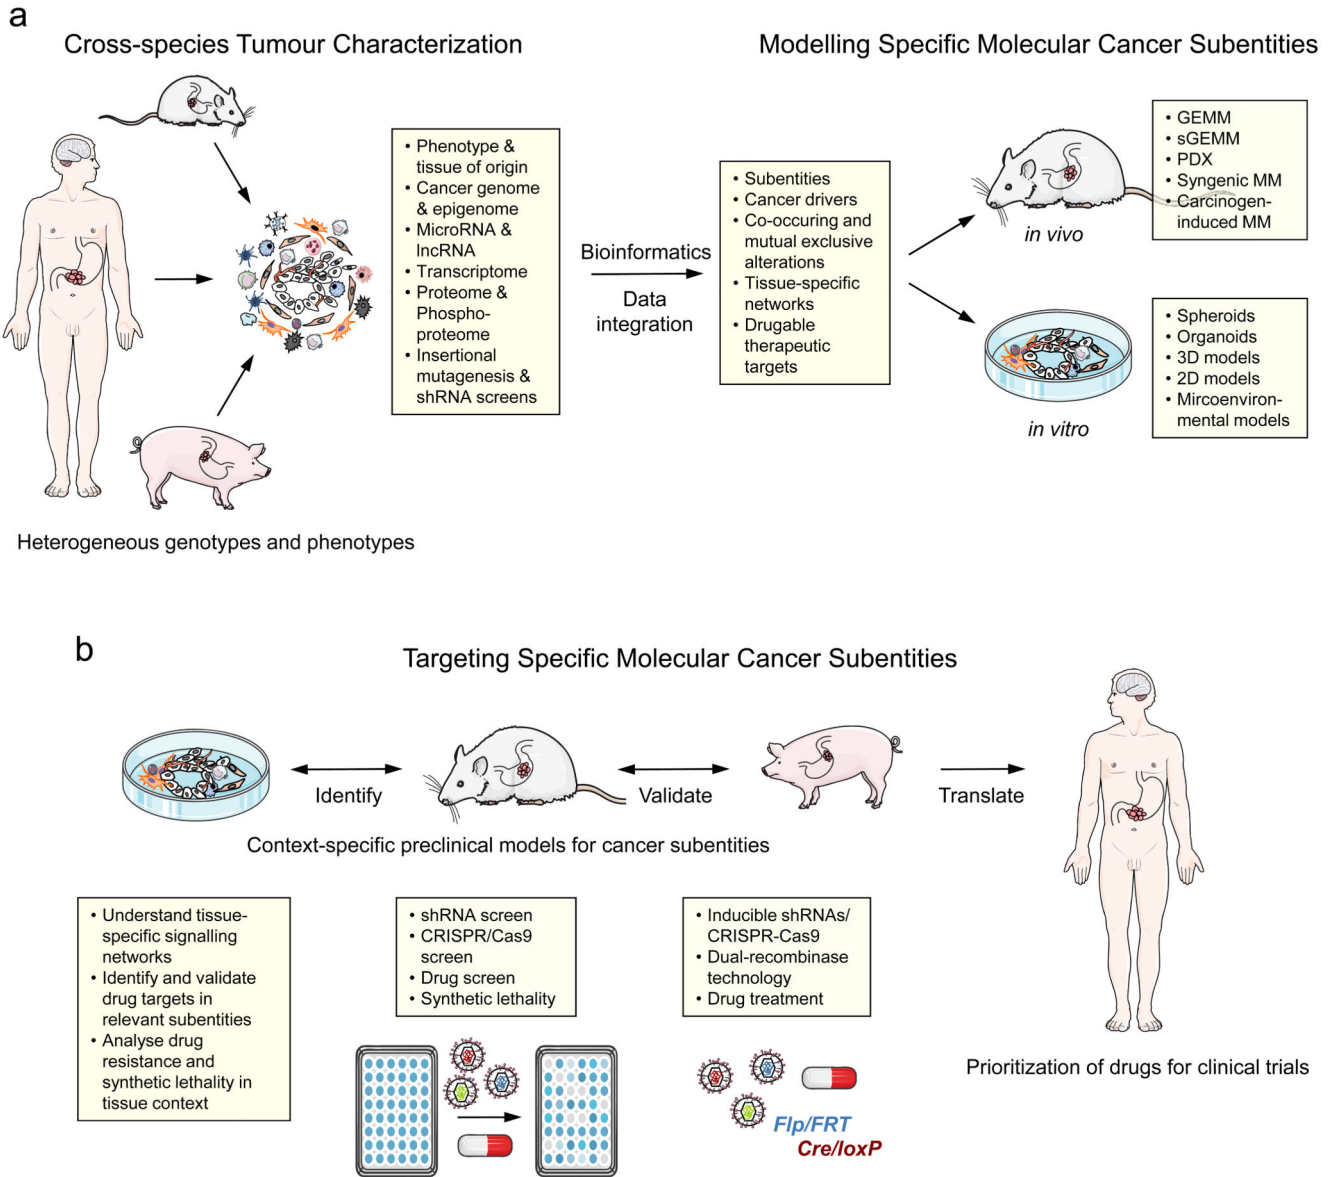 a
Cross-species Tumour Characterization
Modelling Specific Molecular Cancer Subentities
• Phenotype &
tissue of origin
• Cancer genome
& epigenome
• MicroRNA &
lncRNA
• Transcriptome
• Proteome &
Phospho-
proteome
• Insertional
mutagenesis &
shRNA screens
Bioinformatics
Data
integration
• Subentities
• Cancer drivers
• Co-occuring and
mutual exclusive
alterations
• Tissue-specific
networks
• Drugable
therapeutic
targets
in vivo
• GEMM
• sGEMM
• PDX
• Syngenic MM
• Carcinogen-
induced MM
in vitro
• Spheroids
• Organoids
• 3D models
• 2D models
• Mircoenviron-
mental models
Heterogeneous genotypes and phenotypes
b
Targeting Specific Molecular Cancer Subentities
Identify
Validate
Translate
Context-specific preclinical models for cancer subentities
• Understand tissue-
specific signalling
networks
• Identify and validate
drug targets in
relevant subentities
• Analyse drug
resistance and
synthetic lethality in
tissue context
• shRNA screen
• CRISPR/Cas9
screen
• Drug screen
• Synthetic lethality
• Inducible shRNAs/
CRISPR-Cas9
• Dual-recombinase
technology
• Drug treatment
Flp/FRT
Cre/loxP
Prioritization of drugs for clinical trials